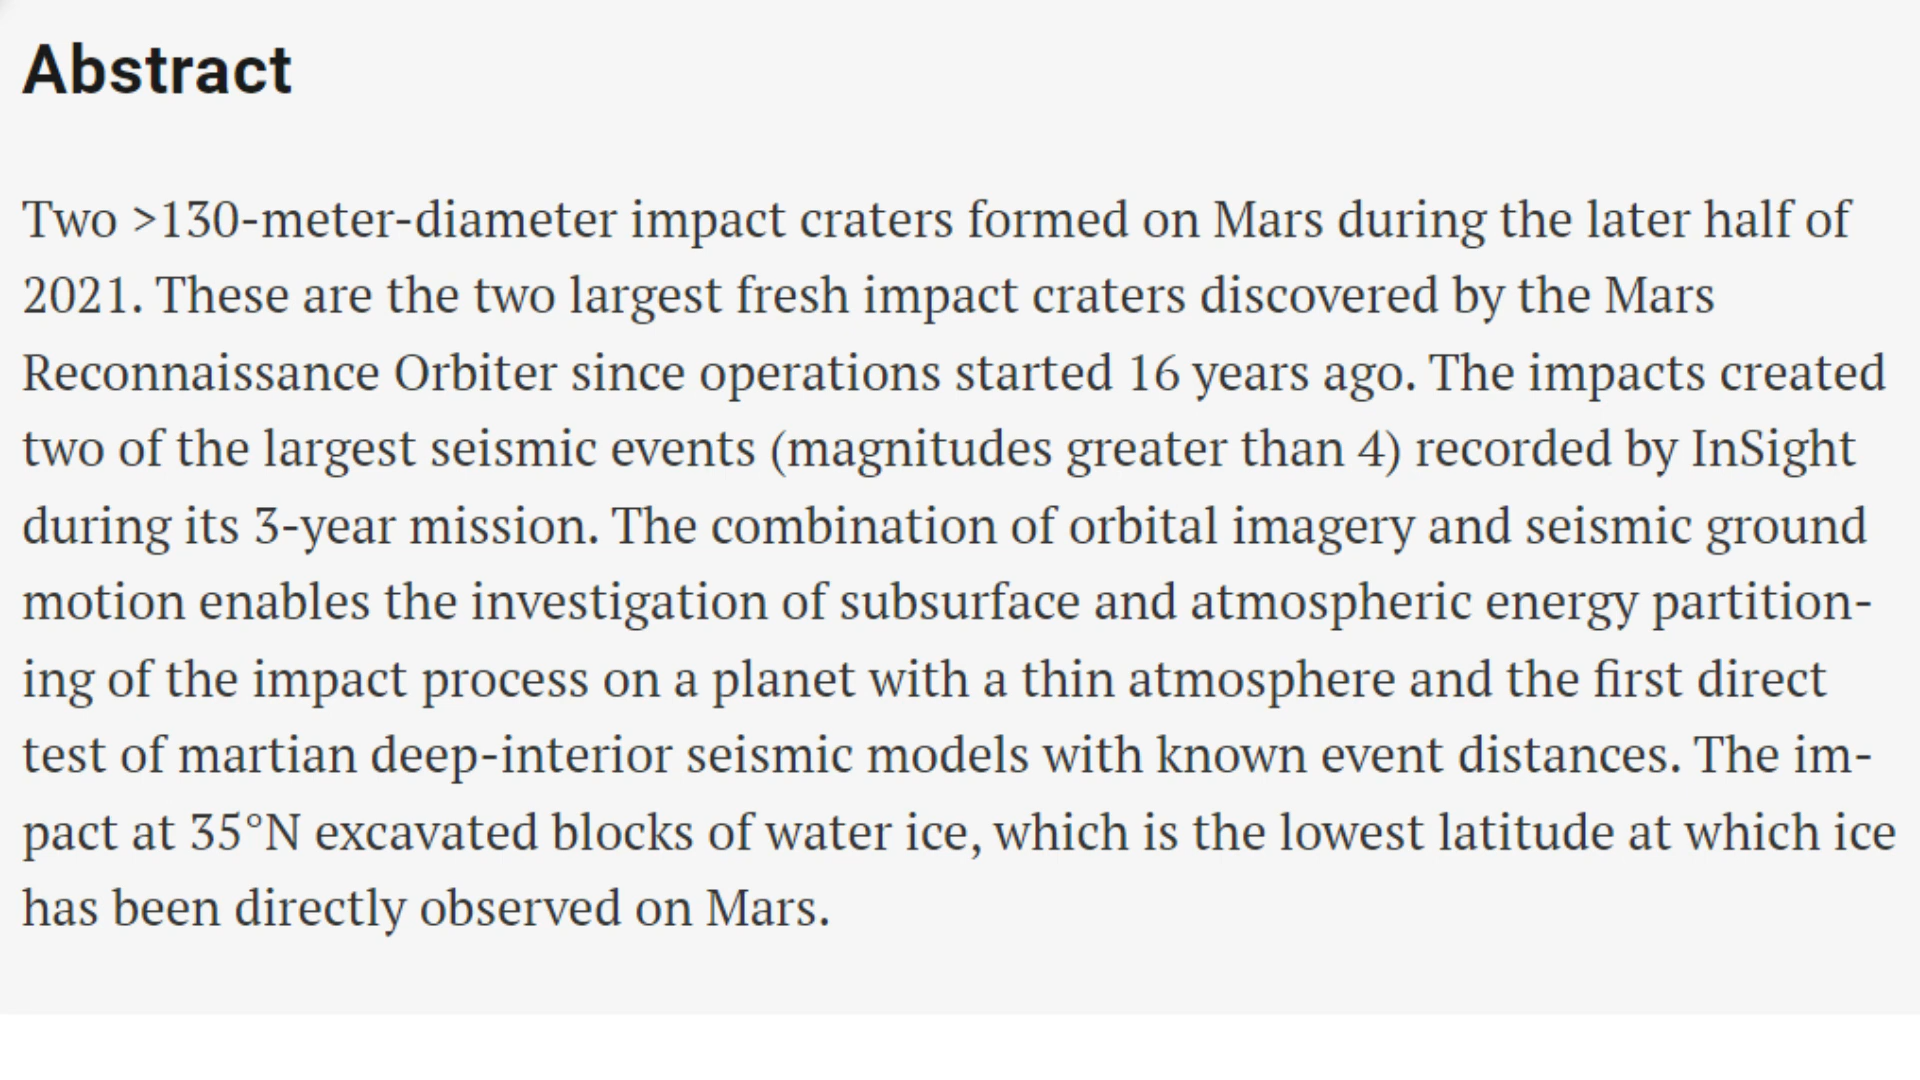 Abstract
Two >130-meter-diameter impact craters formed on Mars during the later half of
2021. These are the two largest fresh impact craters discovered by the Mars
Reconnaissance Orbiter since operations started 16 years ago. The impacts created
two of the largest seismic events (magnitudes greater than 4) recorded by InSight
during its 3-year mission. The combination of orbital imagery and seismic ground
motion enables the investigation of subsurface and atmospheric energy partition-
ing of the impact process on a planet with a thin atmosphere and the first direct
test of martian deep-interior seismic models with known event distances. The im-
pact at 35°N excavated blocks of water ice, which is the lowest latitude at which ice
has been directly observed on Mars.